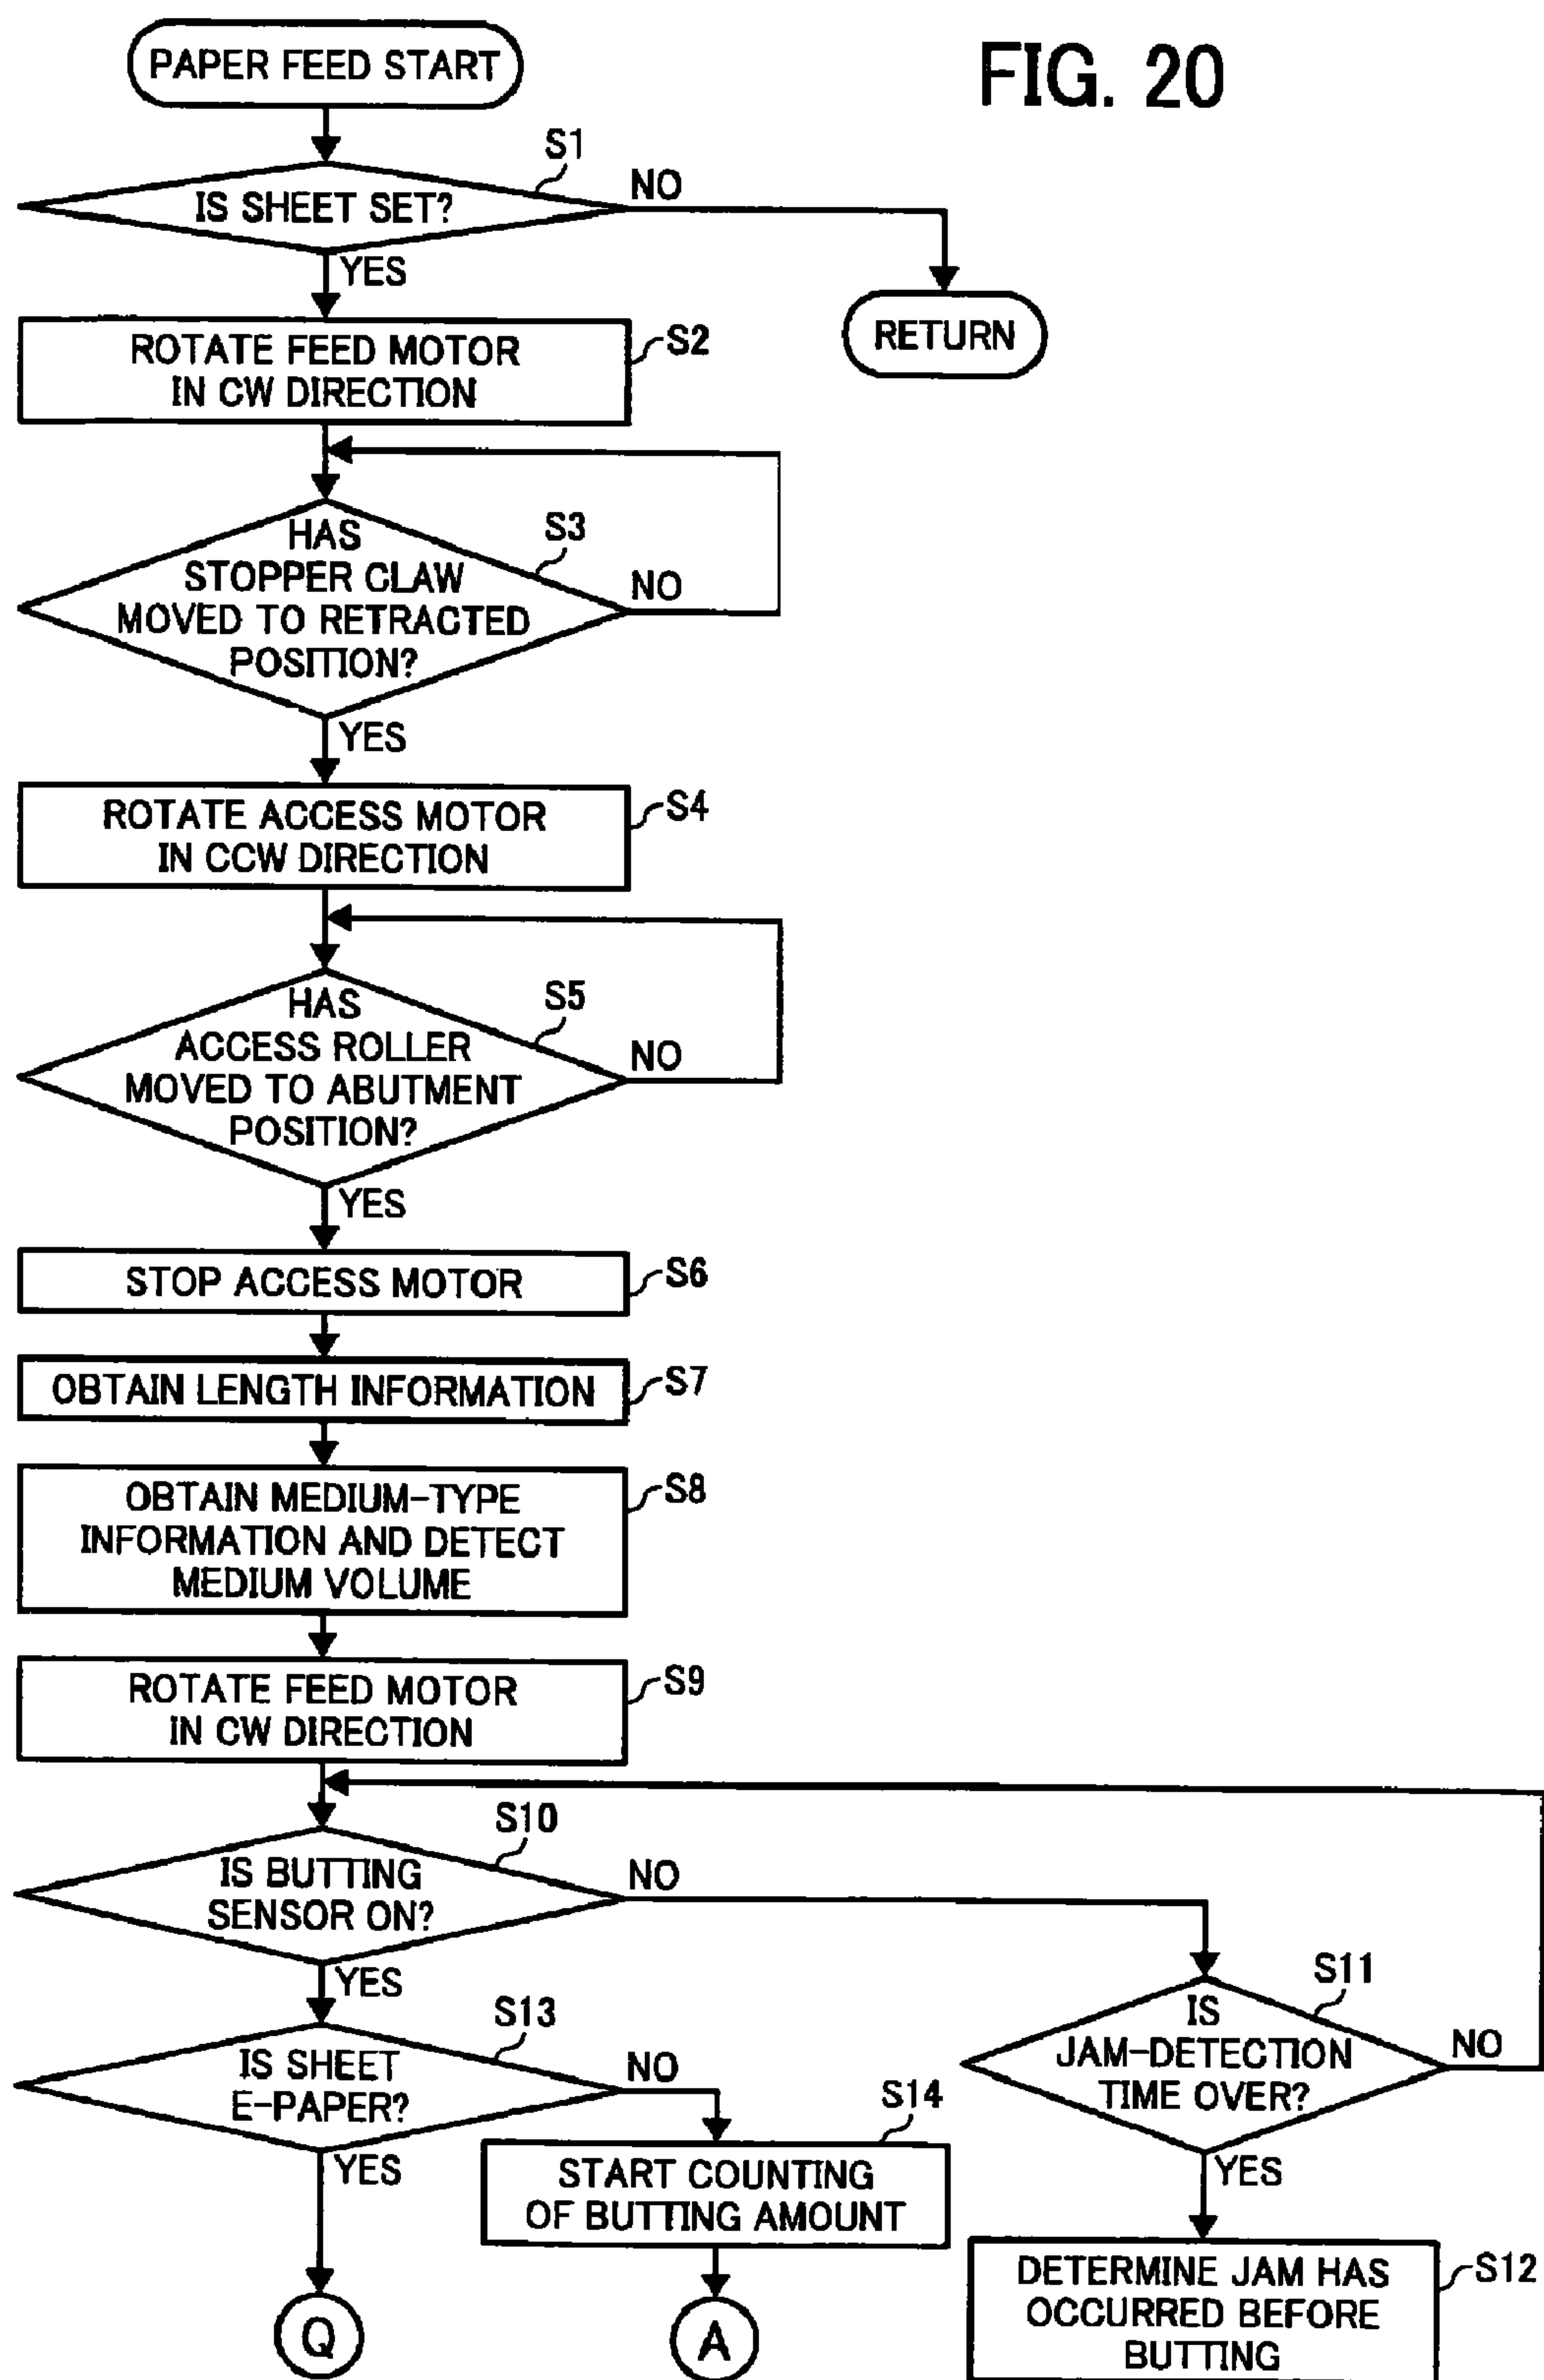 FIG. 20
PAPER FEED START
S1
IS SHEET SET?
NO
YES
RETURN
ROTATE FEED MOTOR
IN CW DIRECTION
S2
HAS
STOPPER CLAW
MOVED TO RETRACTED
POSITION?
S3
NO
YES
ROTATE ACCESS MOTOR
IN CCW DIRECTION
S4
HAS
ACCESS ROLLER
MOVED TO ABUTMENT
POSITION?
S5
NO
YES
STOP ACCESS MOTOR
S6
OBTAIN LENGTH INFORMATION
S7
OBTAIN MEDIUM-TYPE
INFORMATION AND DETECT
MEDIUM VOLUME
S8
ROTATE FEED MOTOR
IN CW DIRECTION
S9
S10
IS BUTTING
SENSOR ON?
NO
YES
S11
IS
JAM-DETECTION
TIME OVER?
NO
YES
S13
IS SHEET
E-PAPER?
NO
YES
S14
START COUNTING
OF BUTTING AMOUNT
DETERMINE JAM HAS
OCCURRED BEFORE
BUTTING
S12
Q
A